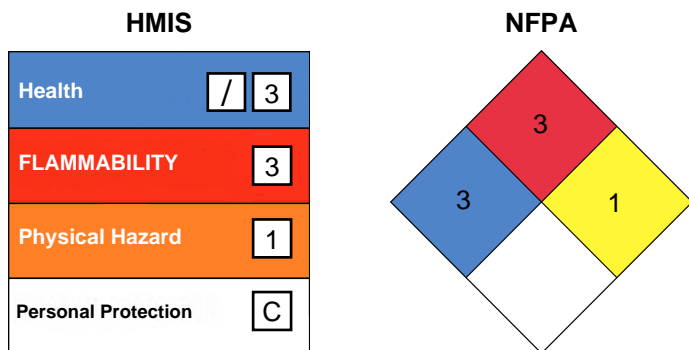 HMIS
Health / 3
FLAMMABILITY 3
Physical Hazard 1
Personal Protection C
NFPA
3
3 1